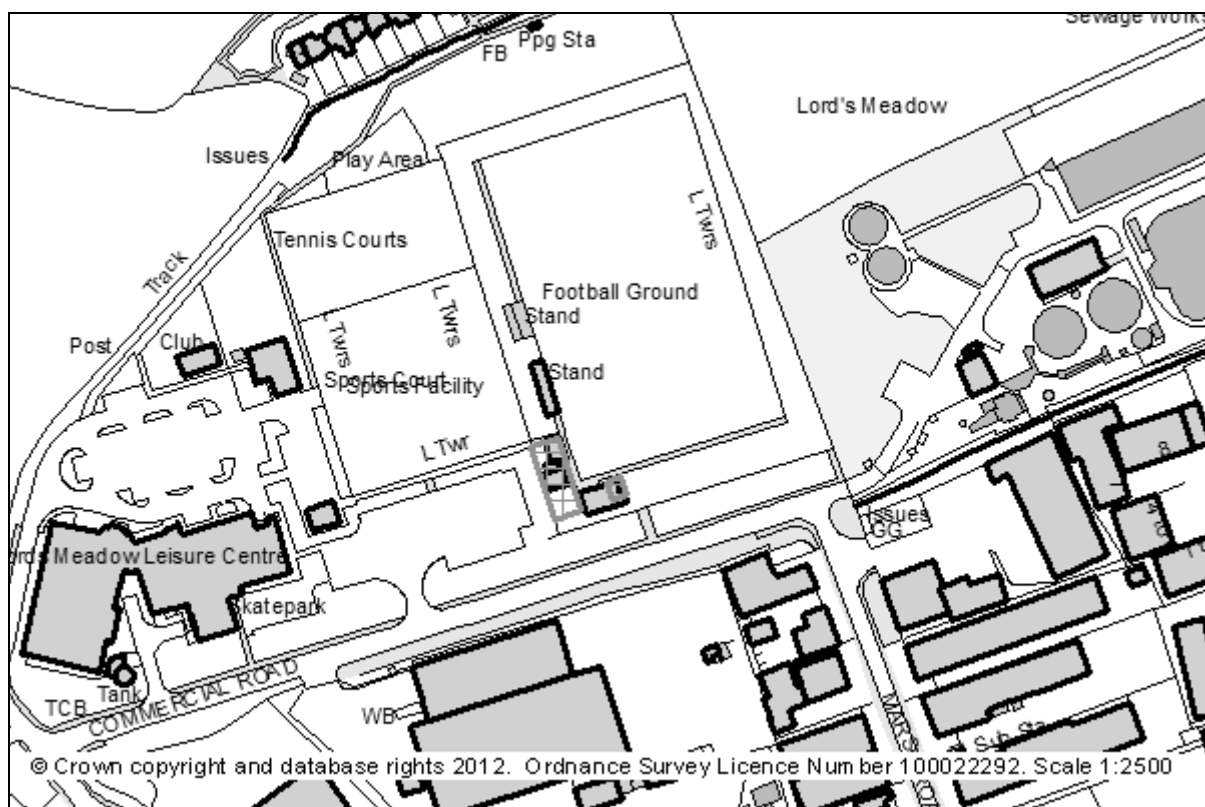 Sewage Works
Ppg Sta
FB
Lord's Meadow
Issues
Play Area
L Twrs
Tennis Courts
Track
Football Ground
L Twrs
Stand
L Twrs
Post
Club
Stand
Sports Court
Sports Facility
L Twr
8
Issues
GG
Meadow Leisure Centre
Skatepark
Tank
TCB
COMMERCIAL ROAD
WB
Sub Sta
© Crown copyright and database rights 2012. Ordnance Survey Licence Number 100022292. Scale 1:2500